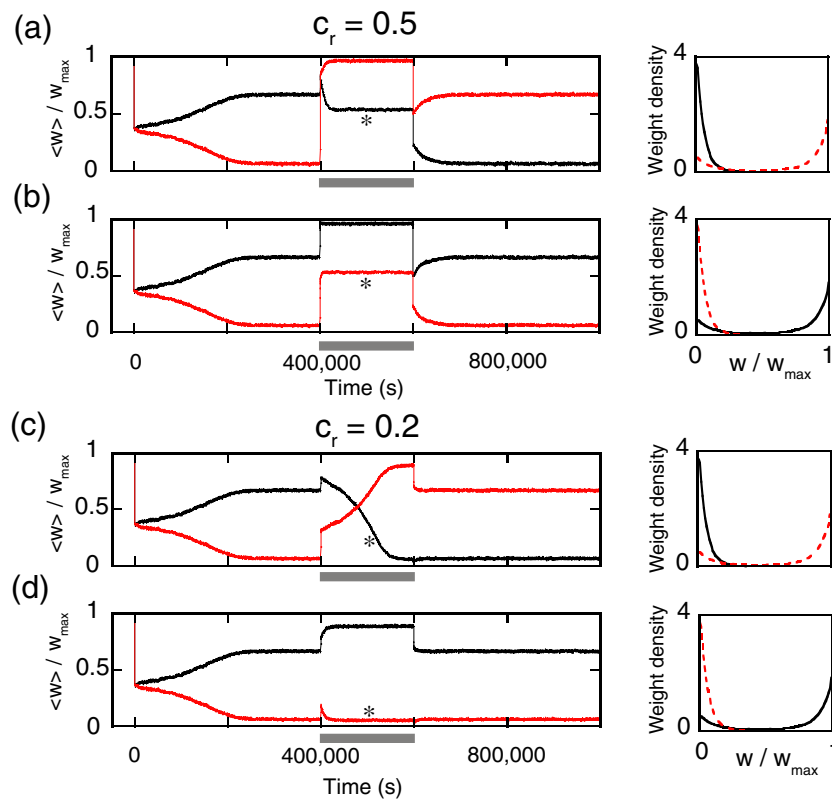 (a)
c_r = 0.5
<w> / w_max
1
0.5
0
*
Weight density
4
0
(b)
<w> / w_max
1
0.5
0
*
0
400,000
800,000
Time (s)
Weight density
4
0
0
1
w / w_max
(c)
c_r = 0.2
<w> / w_max
1
0.5
0
*
Weight density
4
0
(d)
<w> / w_max
1
0.5
0
*
0
400,000
800,000
Time (s)
Weight density
4
0
0
1
w / w_max